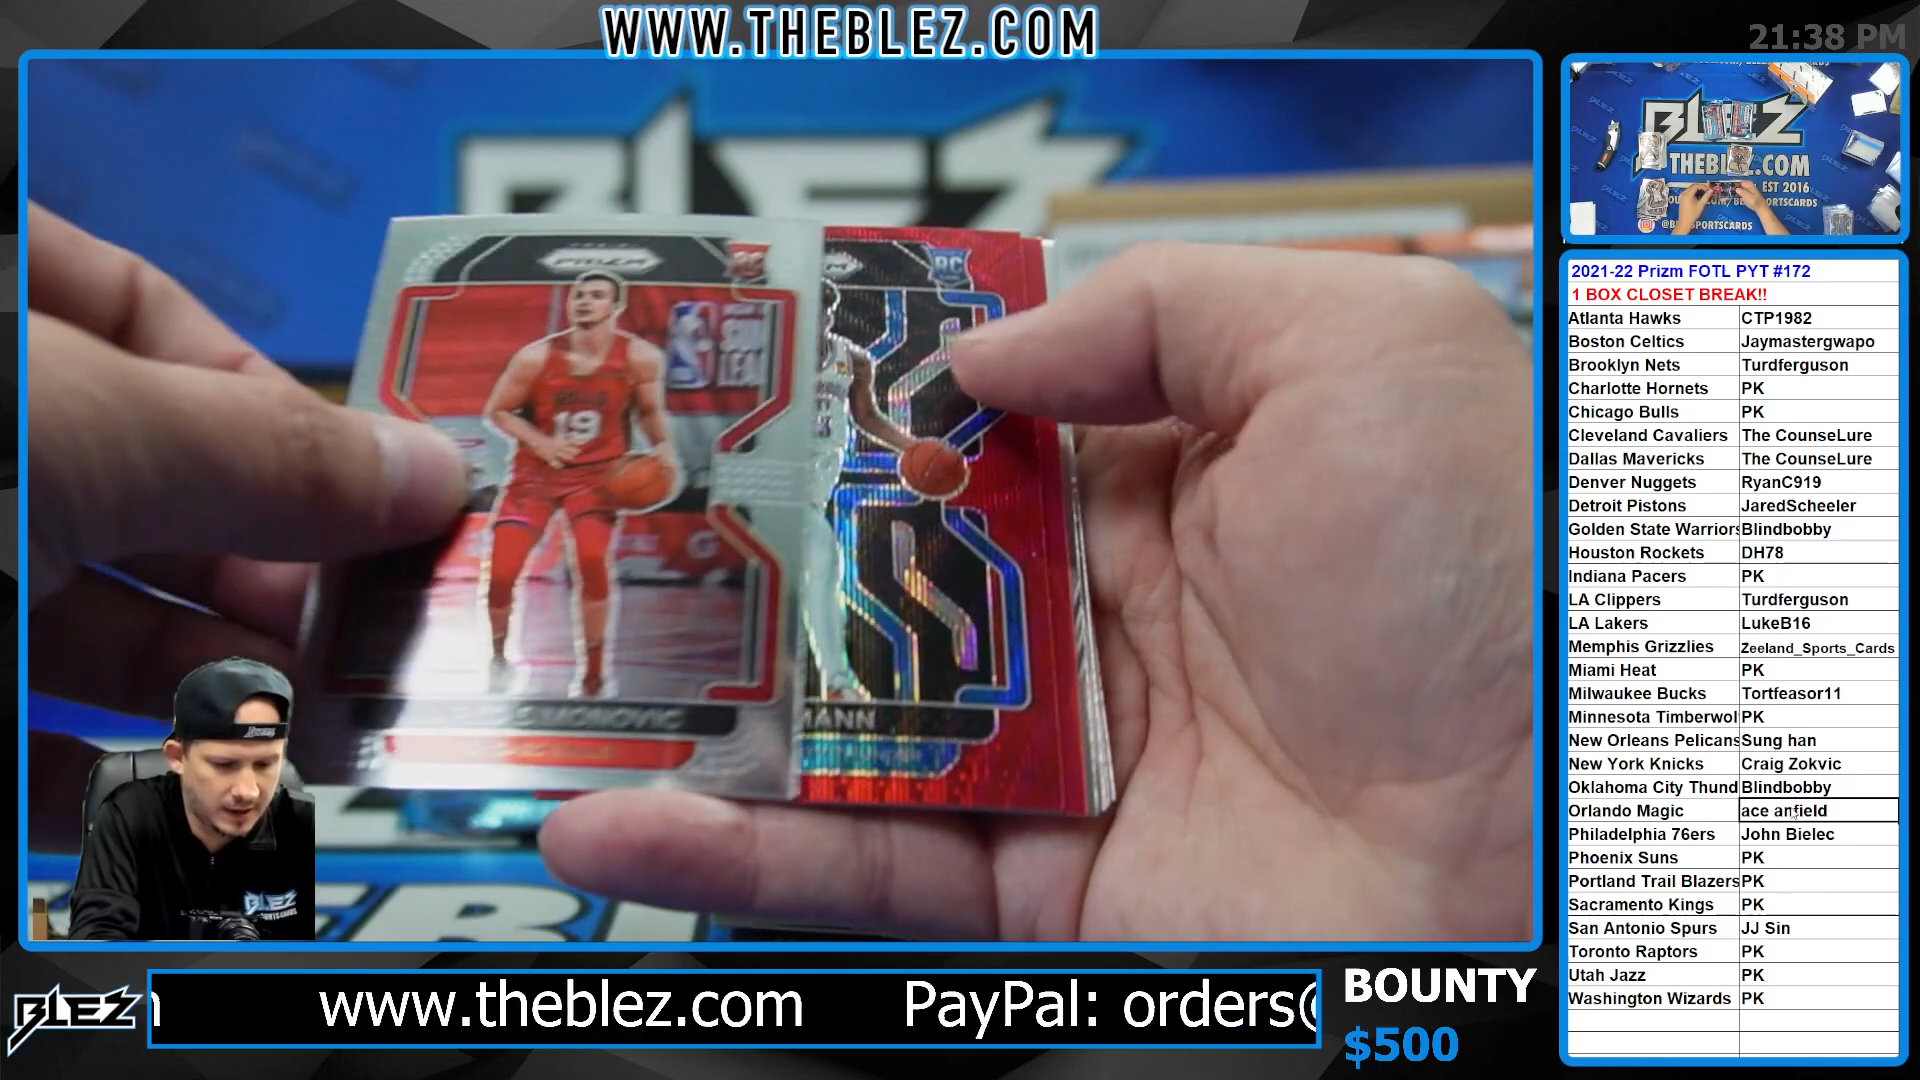 WWW.THEBLEZ.COM
21:38 PM
BLEZ
THEBLEZ.COM
EST 2016
2021-22 Prizm FOTL PYT #172
1 BOX CLOSET BREAK!!
Atlanta Hawks CTP1982
Boston Celtics Jaymastergwapo
Brooklyn Nets Turdferguson
Charlotte Hornets PK
Chicago Bulls PK
Cleveland Cavaliers The CounseLure
Dallas Mavericks The CounseLure
Denver Nuggets RyanC919
Detroit Pistons JaredScheeler
Golden State Warriors Blindbobby
Houston Rockets DH78
Indiana Pacers PK
LA Clippers Turdferguson
LA Lakers LukeB16
Memphis Grizzlies Zeeland_Sports_Cards
Miami Heat PK
Milwaukee Bucks Tortfeasor11
Minnesota Timberwol PK
New Orleans Pelicans Sung han
New York Knicks Craig Zokvic
Oklahoma City Thund Blindbobby
Orlando Magic ace anfield
Philadelphia 76ers John Bielec
Phoenix Suns PK
Portland Trail Blazers PK
Sacramento Kings PK
San Antonio Spurs JJ Sin
Toronto Raptors PK
Utah Jazz PK
Washington Wizards PK
BLEZ
PRIZM
RC
RC
19
MANN
BLEZ
BLEZ
www.theblez.com PayPal: orders@
BOUNTY
$500